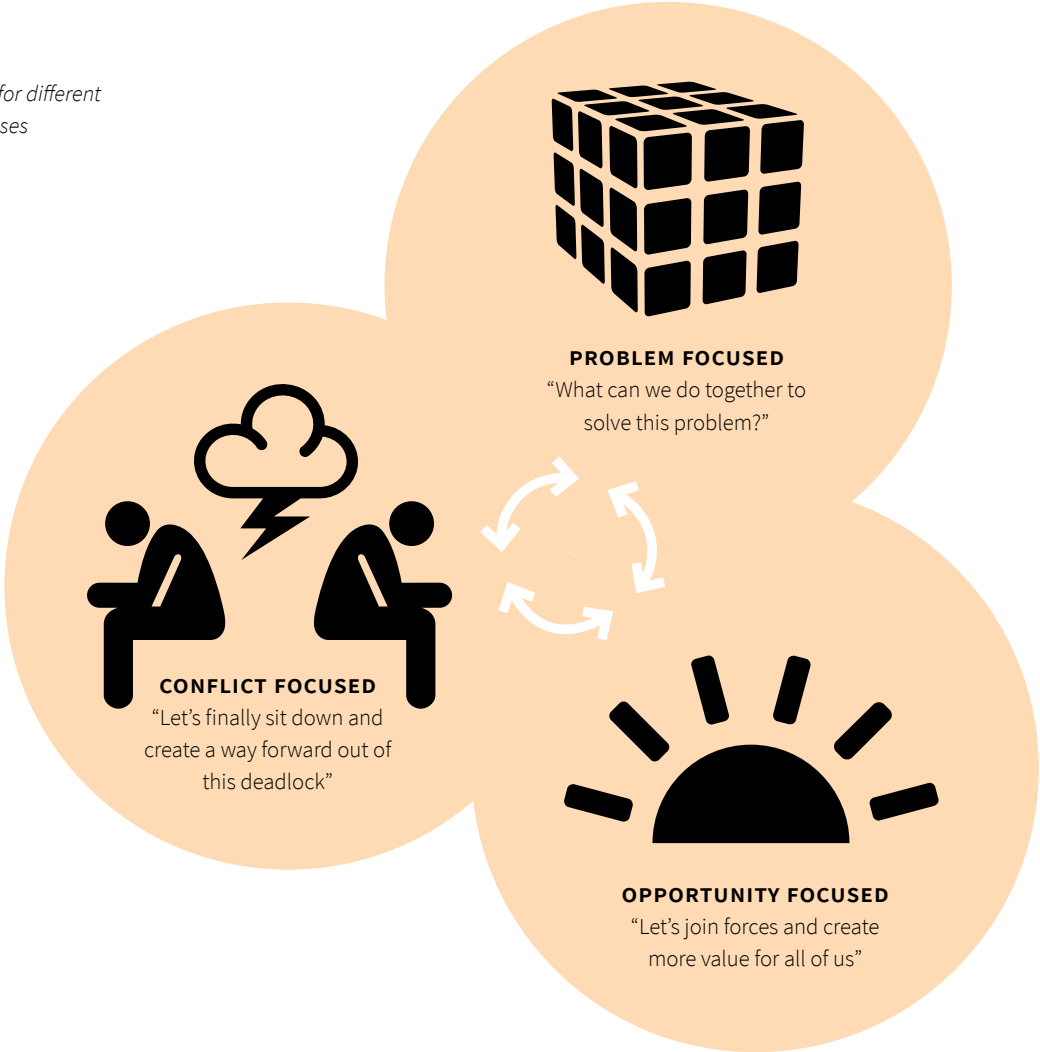 for different
ses
PROBLEM FOCUSED
“What can we do together to
solve this problem?”
CONFLICT FOCUSED
“Let’s finally sit down and
create a way forward out of
this deadlock”
OPPORTUNITY FOCUSED
“Let’s join forces and create
more value for all of us”